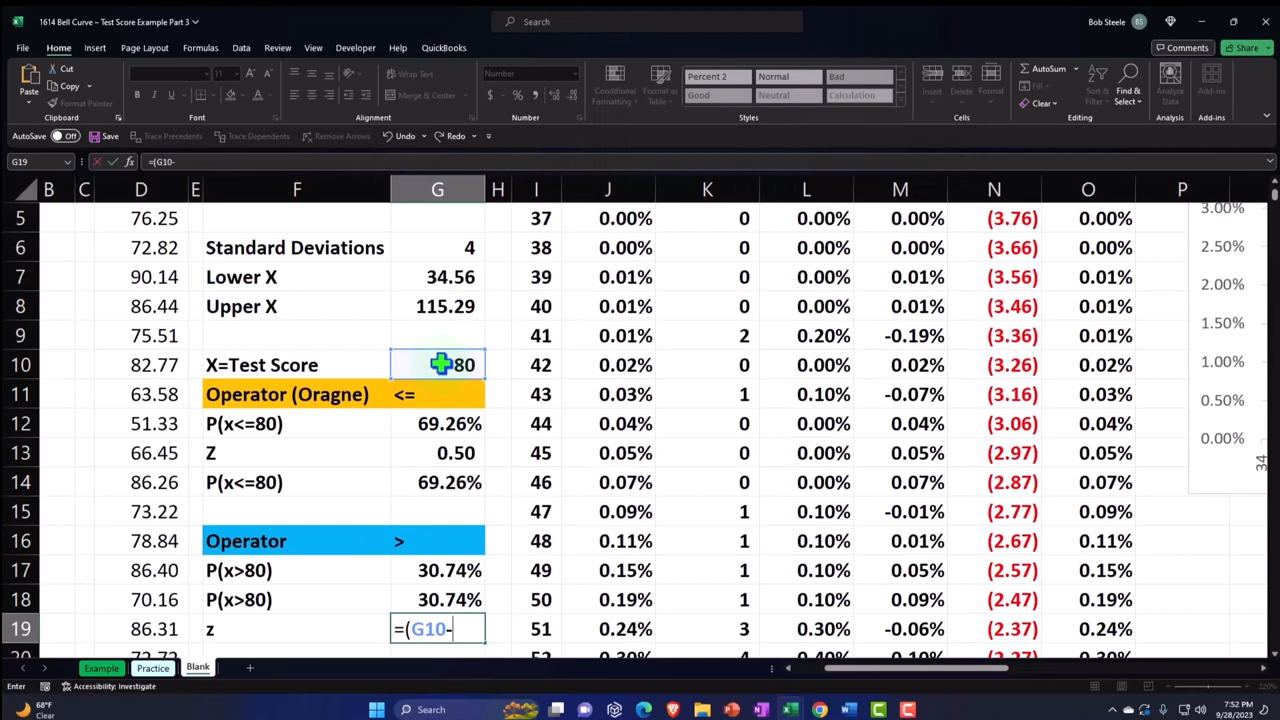 1614 Bell Curve – Test Score Example Part 3
Search
Bob Steele
BS
File Home Insert Page Layout Formulas Data Review View Developer Help QuickBooks
Comments
Share
Paste
Cut
Copy
Format Painter
Clipboard
11
B I U
Font
Wrap Text
Merge & Center
Alignment
Number
Number
Conditional Formatting
Format as Table
Percent 2 Normal Bad
Good Neutral Calculation
Styles
Insert Delete Format
Cells
AutoSum
Fill
Clear
Sort & Filter
Find & Select
Editing
Analyze Data
Analysis
Add-ins
Add-ins
AutoSave Off Save Trace Precedents Trace Dependents Remove Arrows Undo Redo
G19 =(G10-
B C D E F G H I J K L M N O P
5 76.25 37 0.00% 0 0.00% 0.00% (3.76) 0.00%
6 72.82 Standard Deviations 4 38 0.00% 0 0.00% 0.00% (3.66) 0.00%
7 90.14 Lower X 34.56 39 0.01% 0 0.00% 0.01% (3.56) 0.01%
8 86.44 Upper X 115.29 40 0.01% 0 0.00% 0.01% (3.46) 0.01%
9 75.51 41 0.01% 2 0.20% -0.19% (3.36) 0.01%
10 82.77 X=Test Score 80 42 0.02% 0 0.00% 0.02% (3.26) 0.02%
11 63.58 Operator (Oragne) <= 43 0.03% 1 0.10% -0.07% (3.16) 0.03%
12 51.33 P(x<=80) 69.26% 44 0.04% 0 0.00% 0.04% (3.06) 0.04%
13 66.45 Z 0.50 45 0.05% 0 0.00% 0.05% (2.97) 0.05%
14 86.26 P(x<=80) 69.26% 46 0.07% 0 0.00% 0.07% (2.87) 0.07%
15 73.22 47 0.09% 1 0.10% -0.01% (2.77) 0.09%
16 78.84 Operator > 48 0.11% 1 0.10% 0.01% (2.67) 0.11%
17 86.40 P(x>80) 30.74% 49 0.15% 1 0.10% 0.05% (2.57) 0.15%
18 70.16 P(x>80) 30.74% 50 0.19% 1 0.10% 0.09% (2.47) 0.19%
19 86.31 z =(G10- 51 0.24% 3 0.30% -0.06% (2.37) 0.24%
3.00%
2.50%
2.00%
1.50%
1.00%
0.50%
0.00%
34
Example Practice Blank
Enter Accessibility: Investigate 220%
68°F
Clear
Search
7:52 PM
9/28/2023